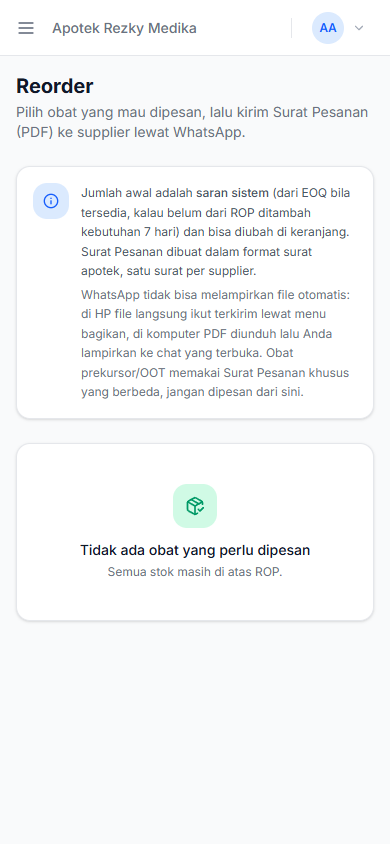 Apotek Rezky Medika
AA
Reorder
Pilih obat yang mau dipesan, lalu kirim Surat Pesanan
(PDF) ke supplier lewat WhatsApp.
Jumlah awal adalah saran sistem (dari EOQ bila
tersedia, kalau belum dari ROP ditambah
kebutuhan 7 hari) dan bisa diubah di keranjang.
Surat Pesanan dibuat dalam format surat
apotek, satu surat per supplier.
WhatsApp tidak bisa melampirkan file otomatis:
di HP file langsung ikut terkirim lewat menu
bagikan, di komputer PDF diunduh lalu Anda
lampirkan ke chat yang terbuka. Obat
prekursor/OOT memakai Surat Pesanan khusus
yang berbeda, jangan dipesan dari sini.
Tidak ada obat yang perlu dipesan
Semua stok masih di atas ROP.